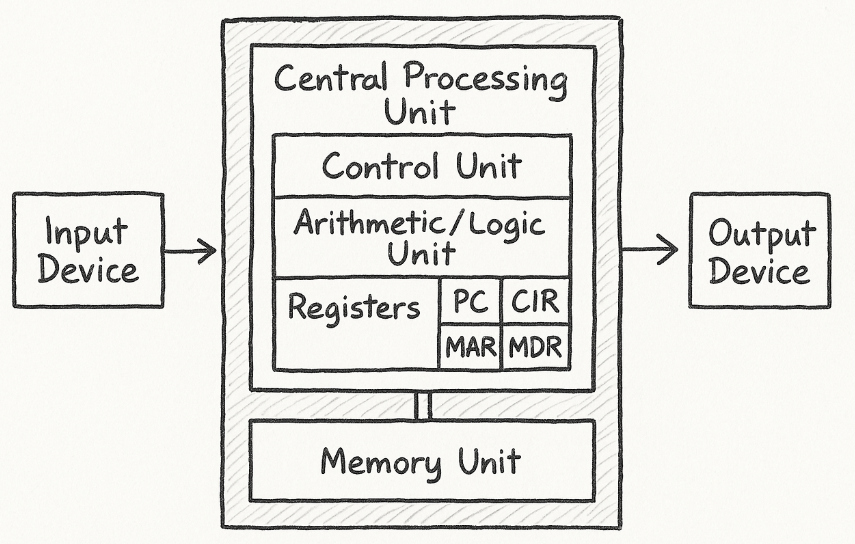 Central Processing
Unit
Control Unit
Input
Device
Arithmetic/Logic
Unit
Output
Device
Registers
PC
CIR
MAR
MDR
Memory Unit